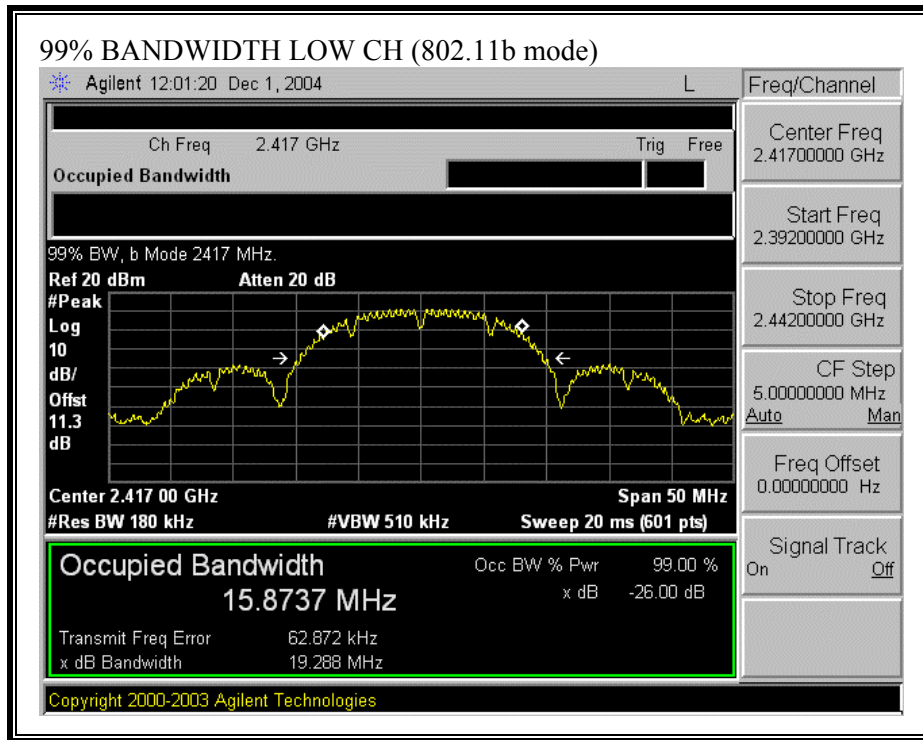 99% BANDWIDTH LOW CH (802.11b mode)
Agilent 12:01:20 Dec 1, 2004 L
Freq/Channel
Ch Freq 2.417 GHz Trig Free
Occupied Bandwidth
Center Freq
2.41700000 GHz
Start Freq
2.39200000 GHz
Stop Freq
2.44200000 GHz
CF Step
5.00000000 MHz
Auto Man
Freq Offset
0.00000000 Hz
Signal Track
On Off
99% BW, b Mode 2417 MHz.
Ref 20 dBm Atten 20 dB
#Peak
Log
10
dB/
Offst
11.3
dB
Center 2.417 00 GHz Span 50 MHz
#Res BW 180 kHz #VBW 510 kHz Sweep 20 ms (601 pts)
Occupied Bandwidth Occ BW % Pwr 99.00 %
15.8737 MHz x dB -26.00 dB
Transmit Freq Error 62.872 kHz
x dB Bandwidth 19.288 MHz
Copyright 2000-2003 Agilent Technologies